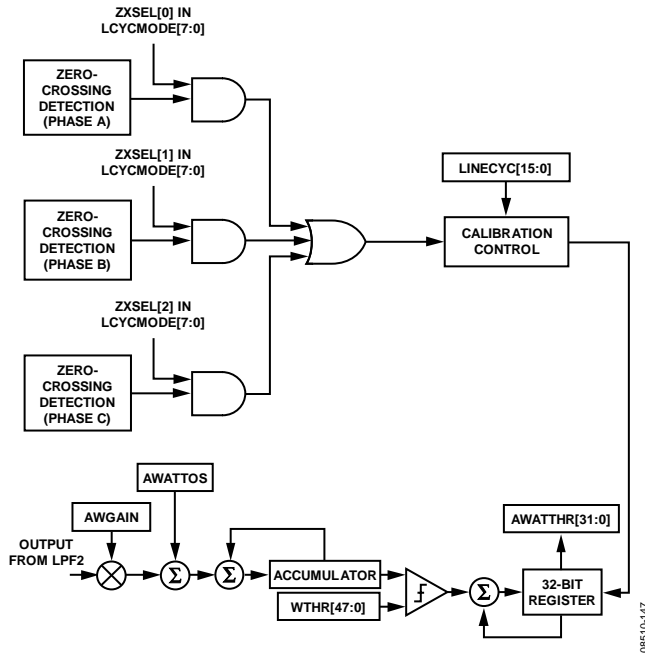 ZXSEL[0] IN
LCYCMODE[7:0]
ZERO-
CROSSING
DETECTION
(PHASE A)
ZXSEL[1] IN
LCYCMODE[7:0]
ZERO-
CROSSING
DETECTION
(PHASE B)
LINECYC[15:0]
CALIBRATION
CONTROL
ZXSEL[2] IN
LCYCMODE[7:0]
ZERO-
CROSSING
DETECTION
(PHASE C)
AWATTOS
AWGAIN
AWATTHR[31:0]
OUTPUT
FROM LPF2
Σ
Σ
ACCUMULATOR
WTHR[47:0]
Σ
32-BIT
REGISTER
08510-147